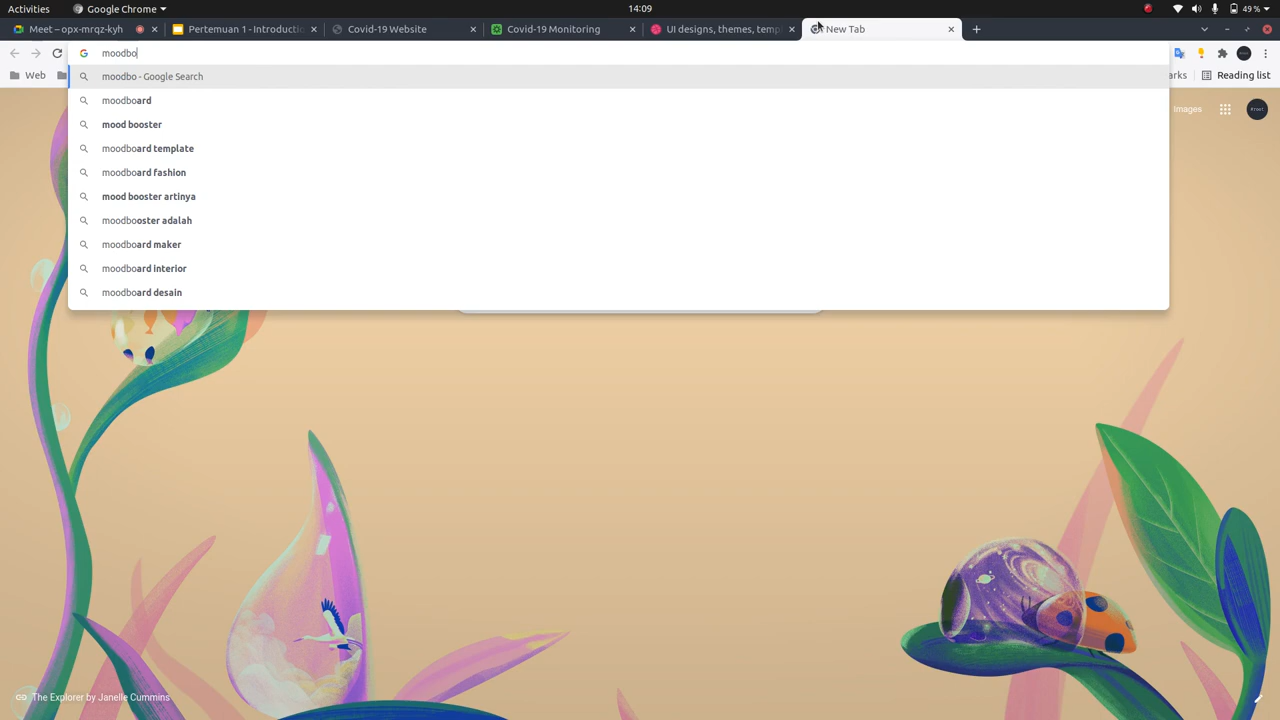 Activities
Google Chrome
14:09
49 %
Meet – opx-mrqz-kyh
Pertemuan 1 - Introductic
Covid-19 Website
Covid-19 Monitoring
UI designs, themes, temp
New Tab
moodbo
Web
arks
Reading list
moodbo - Google Search
moodboard
mood booster
moodboard template
moodboard fashion
mood booster artinya
moodbooster adalah
moodboard maker
moodboard interior
moodboard desain
Images
The Explorer by Janelle Cummins